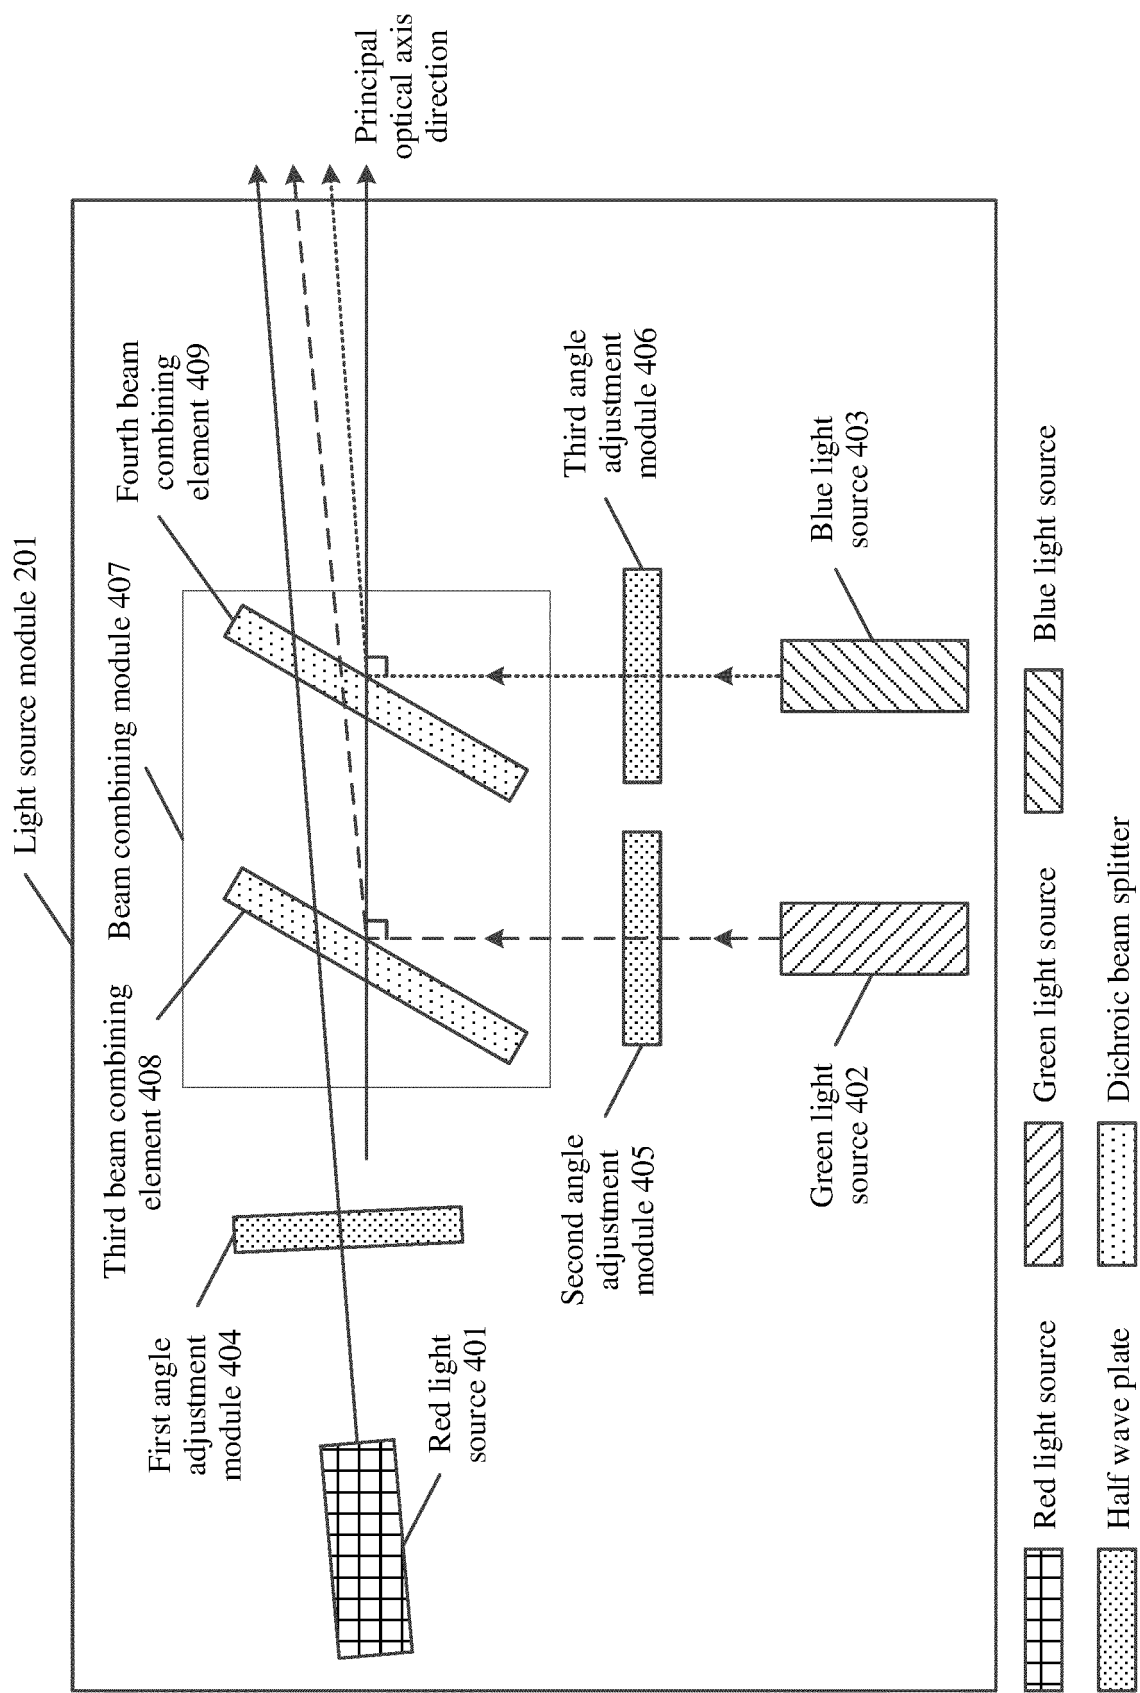 Light source module 201
Beam combining module 407
Fourth beam
combining
element 409
Third beam combining
element 408
Principal
optical axis
direction
First angle
adjustment
module 404
Red light
source 401
Second angle
adjustment
module 405
Third angle
adjustment
module 406
Green light
source 402
Blue light
source 403
Red light source
Green light source
Blue light source
Half wave plate
Dichroic beam splitter